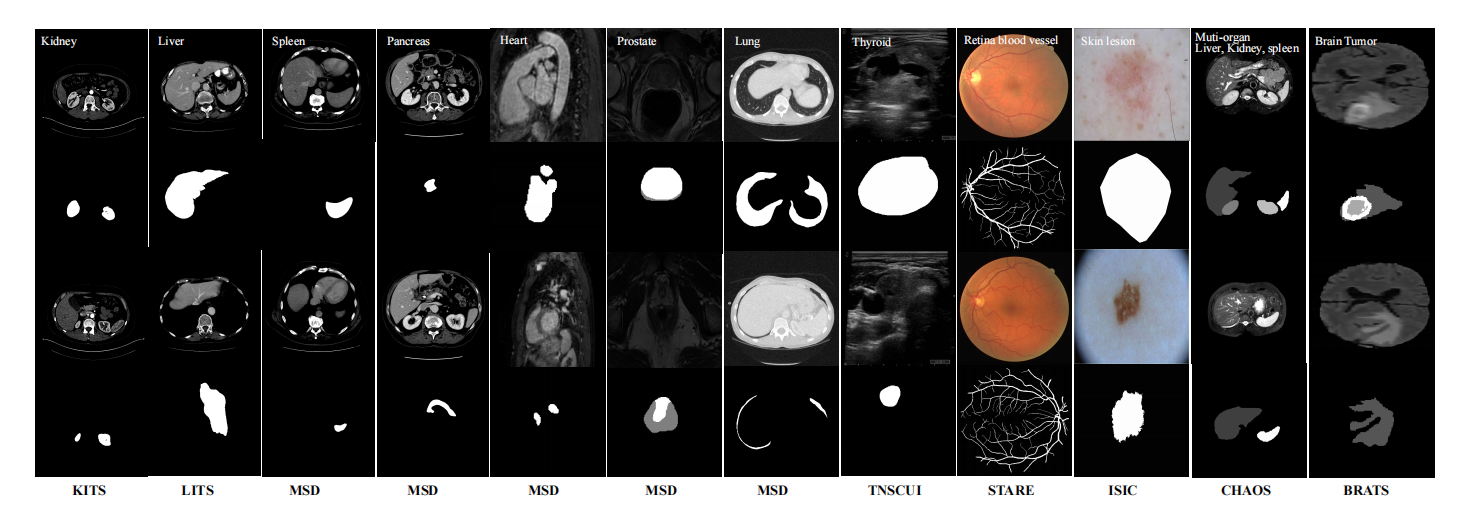 Kidney
Liver
Spleen
Pancreas
Heart
Prostate
Lung
Thyroid
Retina blood vessel
Skin lesion
Muti-organ
Liver, Kidney, spleen
Brain Tumor
KITS
LITS
MSD
MSD
MSD
MSD
MSD
TNSCUI
STARE
ISIC
CHAOS
BRATS